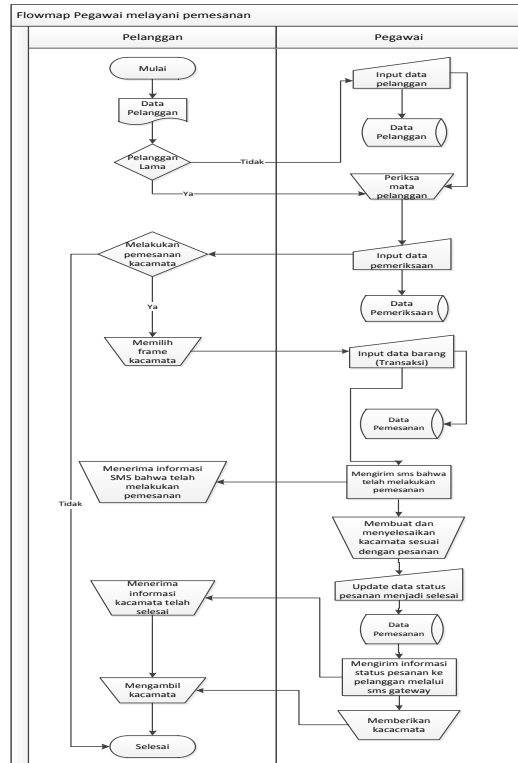 Flowmap Pegawai melayani pemesanan
Pelanggan
Pegawai
Mulai
Data
Pelanggan
Pelanggan
Lama
Tidak
Ya
Input data
pelanggan
Data
Pelanggan
Periksa
mata
pelanggan
Input data
pemeriksaan
Data
Pemeriksaan
Melakukan
pemesanan
kacamata
Ya
Tidak
Memilih
frame
kacamata
Input data barang
(Transaksi)
Data
Pemesanan
Mengirim sms bahwa
telah melakukan
pemesanan
Menerima informasi
SMS bahwa telah
melakukan
pemesanan
Membuat dan
menyelesaikan
kacamata sesuai
dengan pesanan
Update data status
pesanan menjadi selesai
Data
Pemesanan
Mengirim informasi
status pesanan ke
pelanggan melalui
sms gateway
Menerima
informasi
kacamata telah
selesai
Memberikan
kacacmata
Mengambil
kacamata
Selesai